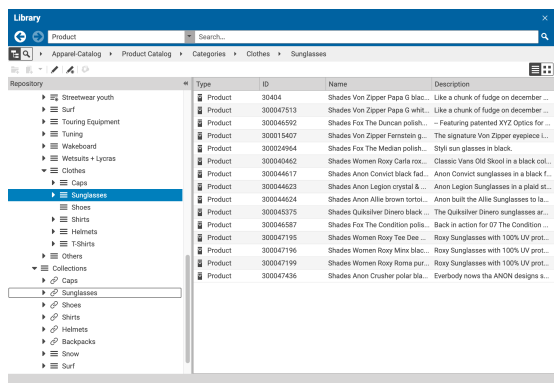 Library
Product
Search...
Apparel-Catalog Product Catalog Categories Clothes Sunglasses
Repository
Streetwear youth
Surf
Touring Equipment
Tuning
Wakeboard
Wetsuits + Lycras
Clothes
Caps
Sunglasses
Shoes
Shirts
Helmets
T-Shirts
Others
Collections
Caps
Sunglasses
Shoes
Shirts
Helmets
Backpacks
Snow
Surf
Type ID Name Description
Product 30404 Shades Von Zipper Papa G blac... Like a chunk of fudge on december ...
Product 300047513 Shades Von Zipper Papa G whit... Like a chunk of fudge on december ...
Product 300046592 Shades Fox The Duncan polish... -- Featuring patented XYZ Optics for ...
Product 300015407 Shades Von Zipper Fernstein g... The signature Von Zipper eyepiece i...
Product 300024964 Shades Fox The Median polish... Styli sun glasses in black.
Product 300040462 Shades Women Roxy Carla rox... Classic Vans Old Skool in a black col...
Product 300044617 Shades Anon Convict black fad... Anon Convict sunglasses in a black f...
Product 300044623 Shades Anon Legion crystal & ... Anon Legion Sunglasses in a plaid st...
Product 300044624 Shades Anon Allie brown tortoi... Anon built the Allie Sunglasses to la...
Product 300045375 Shades Quiksilver Dinero black ... The Quiksilver Dinero sunglasses ar...
Product 300046587 Shades Fox The Condition polis... Back in action for 07 The Condition ...
Product 300047195 Shades Women Roxy Tee Dee ... Roxy Sunglasses with 100% UV prot...
Product 300047196 Shades Women Roxy Minx blac... Roxy Sunglasses with 100% UV prot...
Product 300047199 Shades Women Roxy Roma pur... Roxy Sunglasses with 100% UV prot...
Product 300047436 Shades Anon Crusher polar bla... Everbody nows tha ANON designs s...